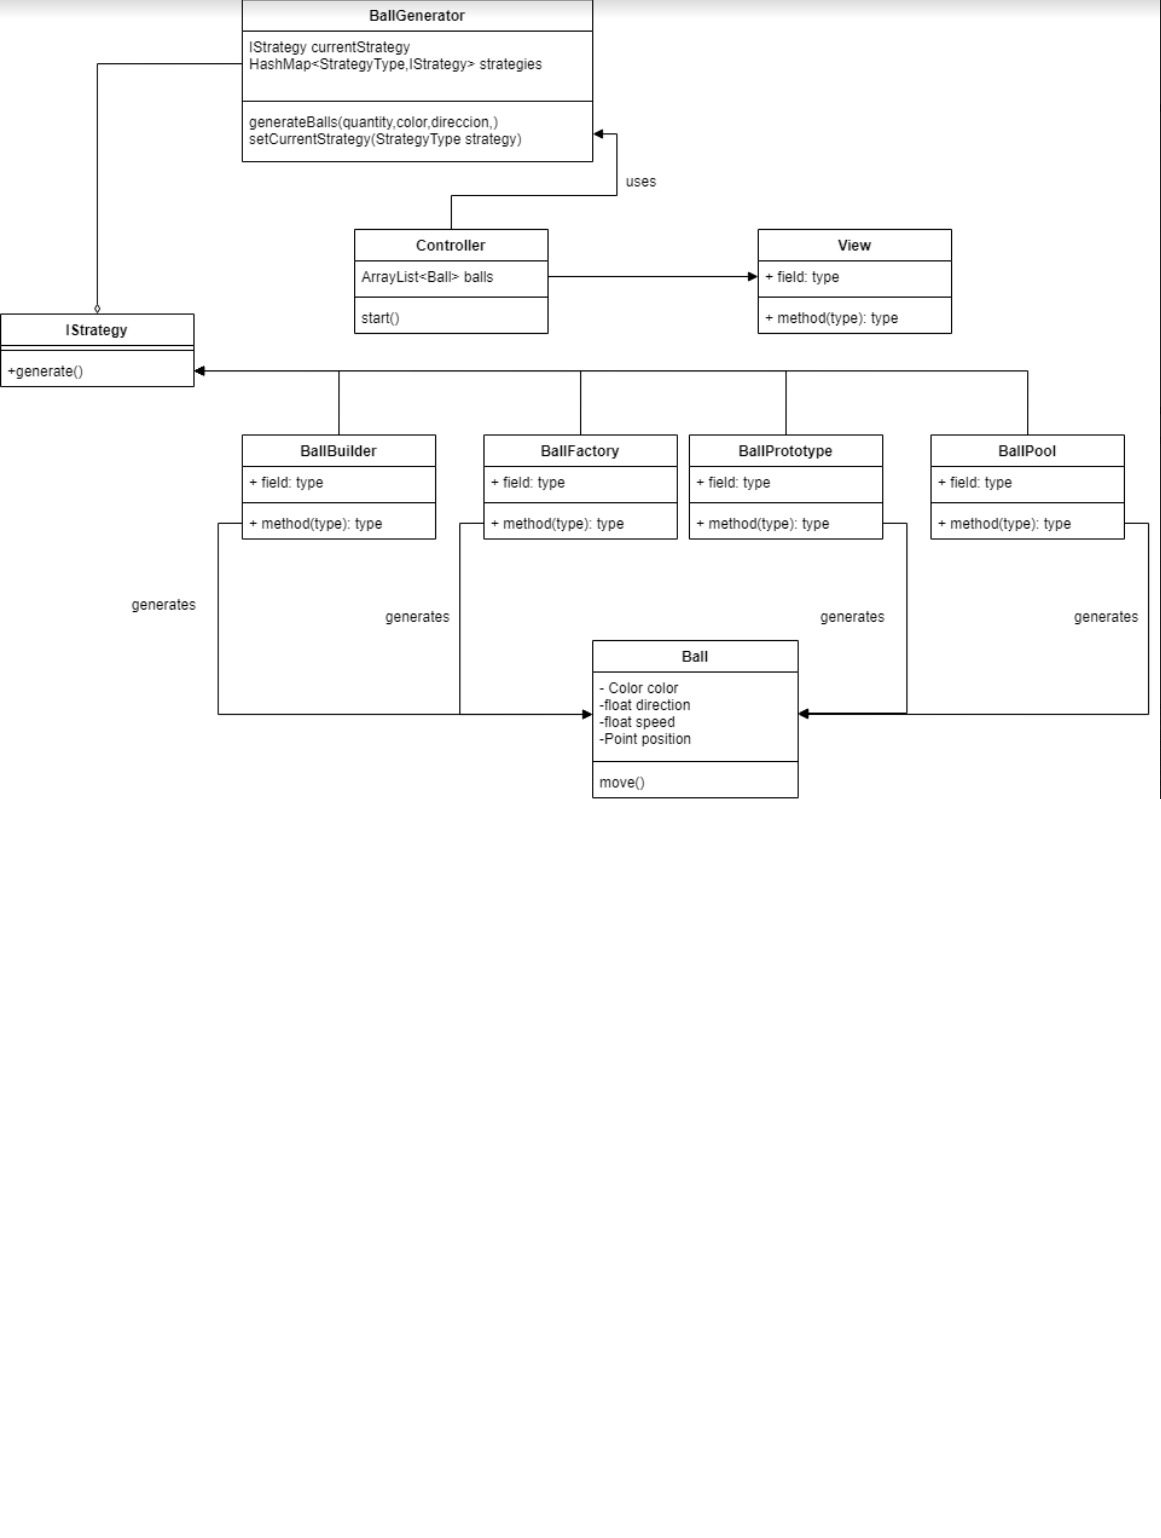 BallGenerator
IStrategy currentStrategy
HashMap<StrategyType,IStrategy> strategies
generateBalls(quantity,color,direccion,)
setCurrentStrategy(StrategyType strategy)
uses
Controller
ArrayList<Ball> balls
start()
View
+ field: type
+ method(type): type
IStrategy
+generate()
BallBuilder
+ field: type
+ method(type): type
BallFactory
+ field: type
+ method(type): type
BallPrototype
+ field: type
+ method(type): type
BallPool
+ field: type
+ method(type): type
generates
generates
generates
generates
Ball
- Color color
-float direction
-float speed
-Point position
move()